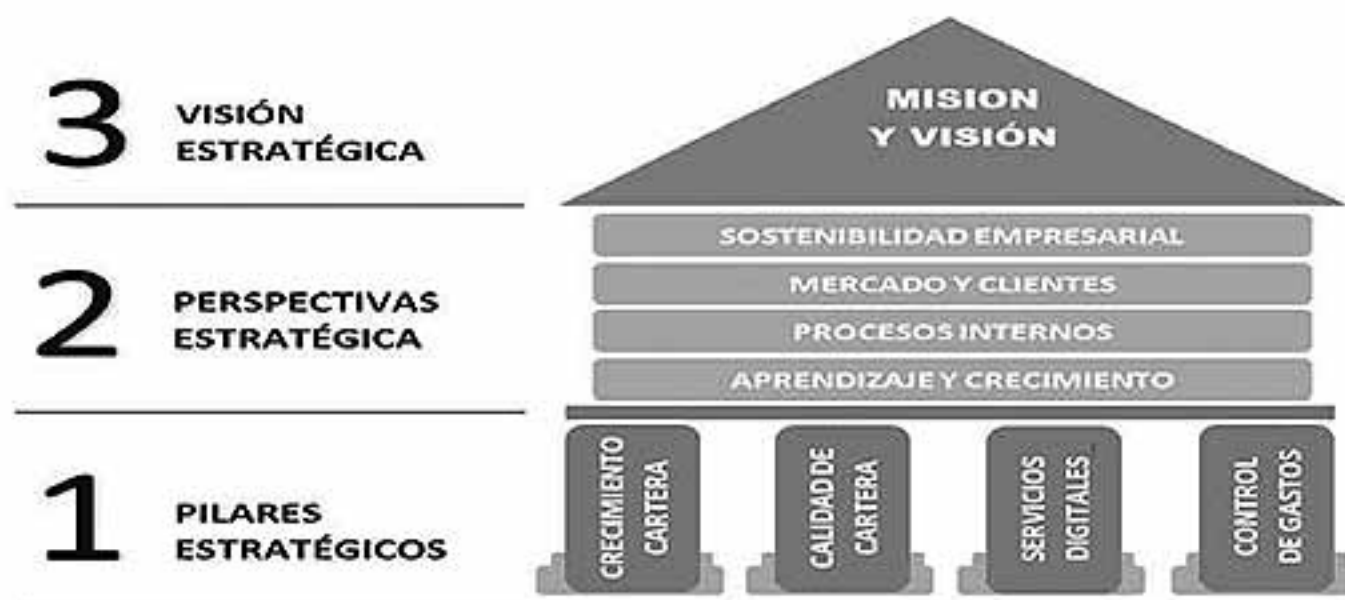 3
VISIÓN
ESTRATÉGICA
MISION
Y VISIÓN
2
PERSPECTIVAS
ESTRATÉGICA
SOSTENIBILIDAD EMPRESARIAL
MERCADO Y CLIENTES
PROCESOS INTERNOS
APRENDIZAJE Y CRECIMIENTO
1
PILARES
ESTRATÉGICOS
CRECIMIENTO
CARTERA
CALIDAD DE
CARTERA
SERVICIOS
DIGITALES
CONTROL
DE GASTOS